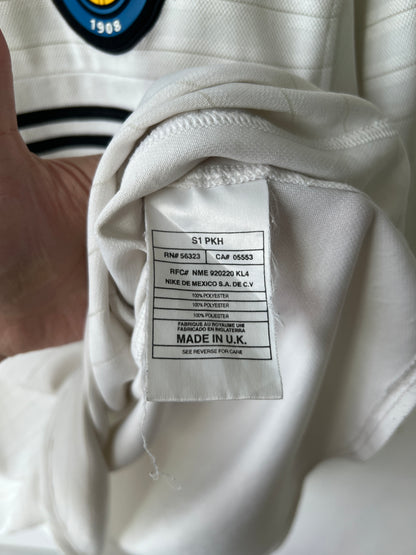 1908
S1 PKH
RN# 56323 CA# 05553
RFC# NME 920220 KL4
NIKE DE MEXICO S.A. DE C.V
100% POLYESTER
100% POLYESTER
100% POLYESTER
FABRIQUE AU ROYAUME UNI
FABRICADO EN INGLATERRA
MADE IN U.K.
SEE REVERSE FOR CARE